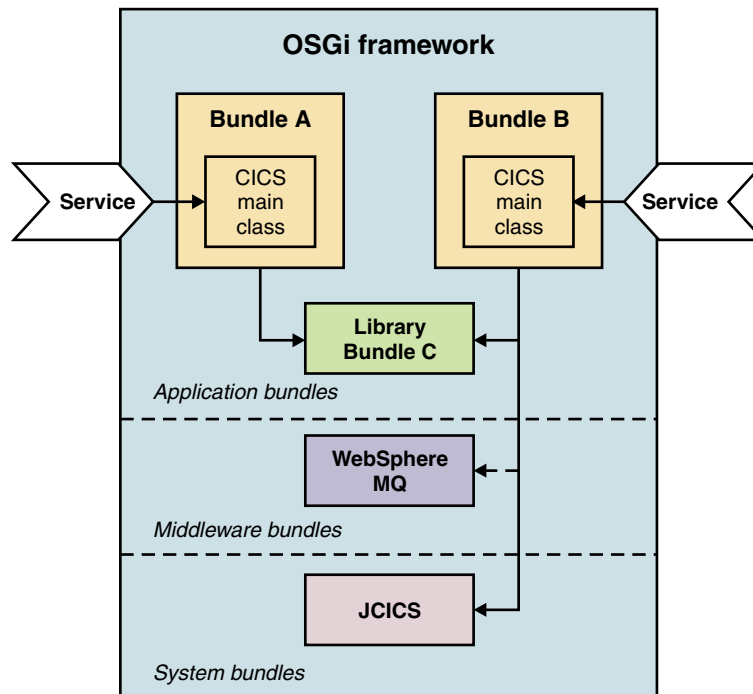 OSGi framework
Bundle A
Bundle B
CICS
main
class
CICS
main
class
Service
Service
Library
Bundle C
Application bundles
WebSphere
MQ
Middleware bundles
JCICS
System bundles